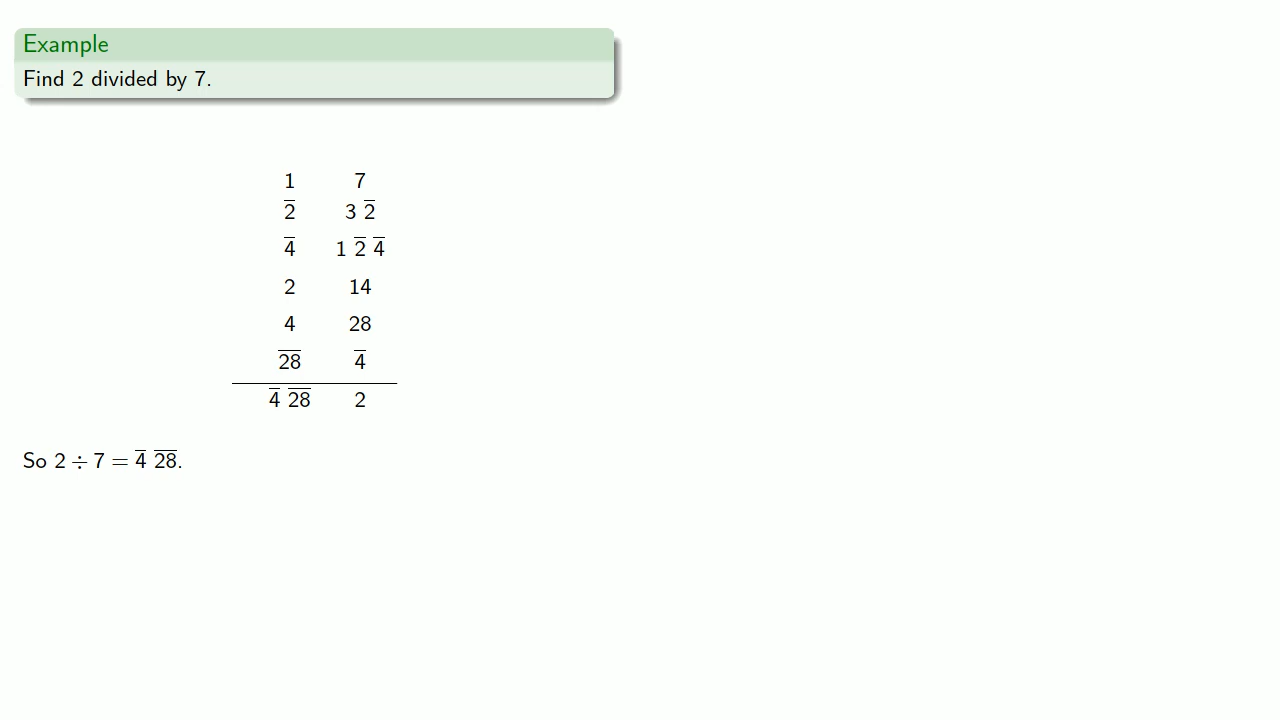 Example
Find 2 divided by 7.
1 7
2̅ 3 2̅
4̅ 1 2̅ 4̅
2 14
4 28
2̅8̅ 4̅
4̅ 2̅8̅ 2
So 2 ÷ 7 = 4̅ 2̅8̅.